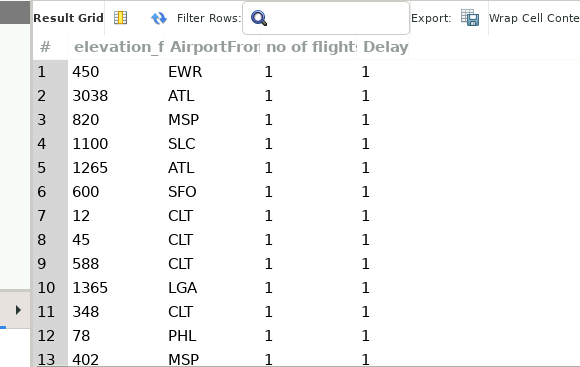 Result Grid Filter Rows: Export: Wrap Cell Conte
# elevation_f AirportFron no of flights Delay
1 450 EWR 1 1
2 3038 ATL 1 1
3 820 MSP 1 1
4 1100 SLC 1 1
5 1265 ATL 1 1
6 600 SFO 1 1
7 12 CLT 1 1
8 45 CLT 1 1
9 588 CLT 1 1
10 1365 LGA 1 1
11 348 CLT 1 1
12 78 PHL 1 1
13 402 MSP 1 1